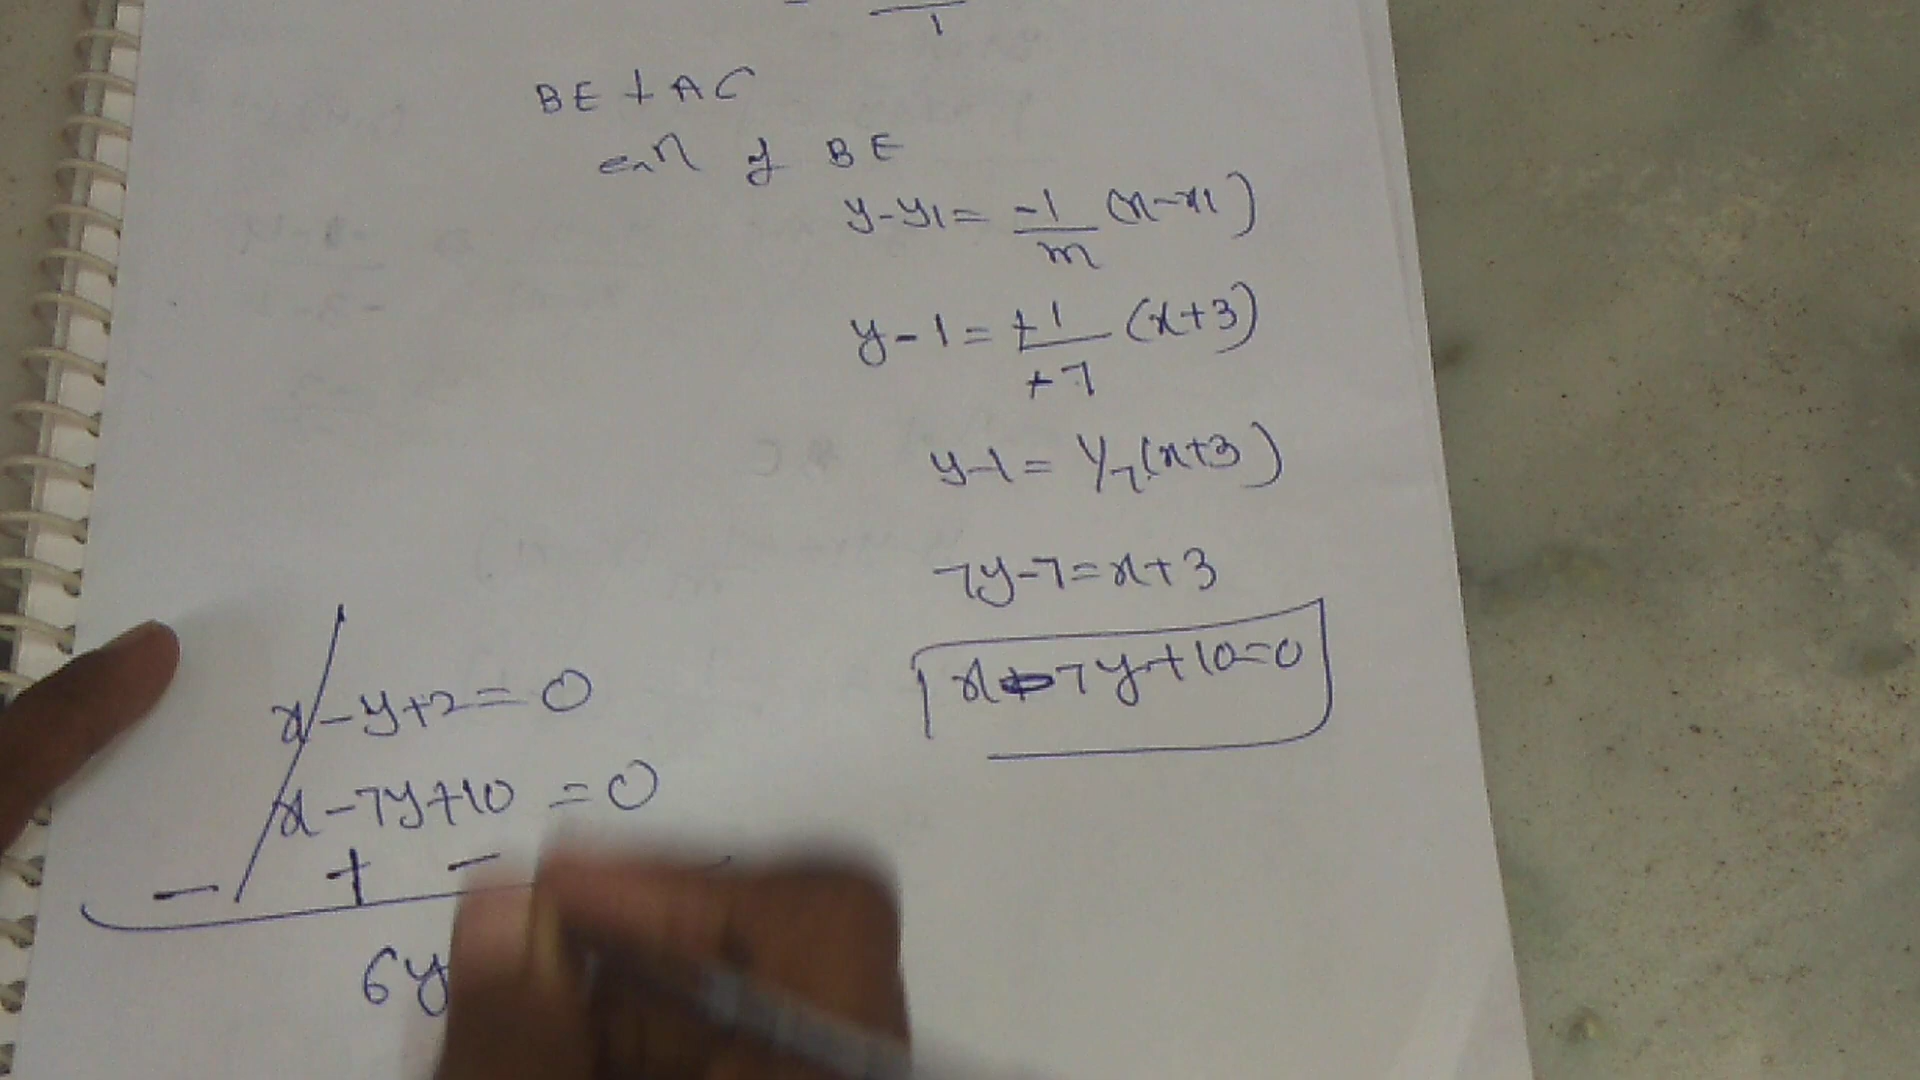 1
BE ⊥ AC
eqn of BE
y-y1 = -1/m (x-x1)
y-1 = +1/+7 (x+3)
y-1 = 1/7(x+3)
7y-7=x+3
x-7y+10=0
x-y+2=0
x-7y+10=0
- + -
6y